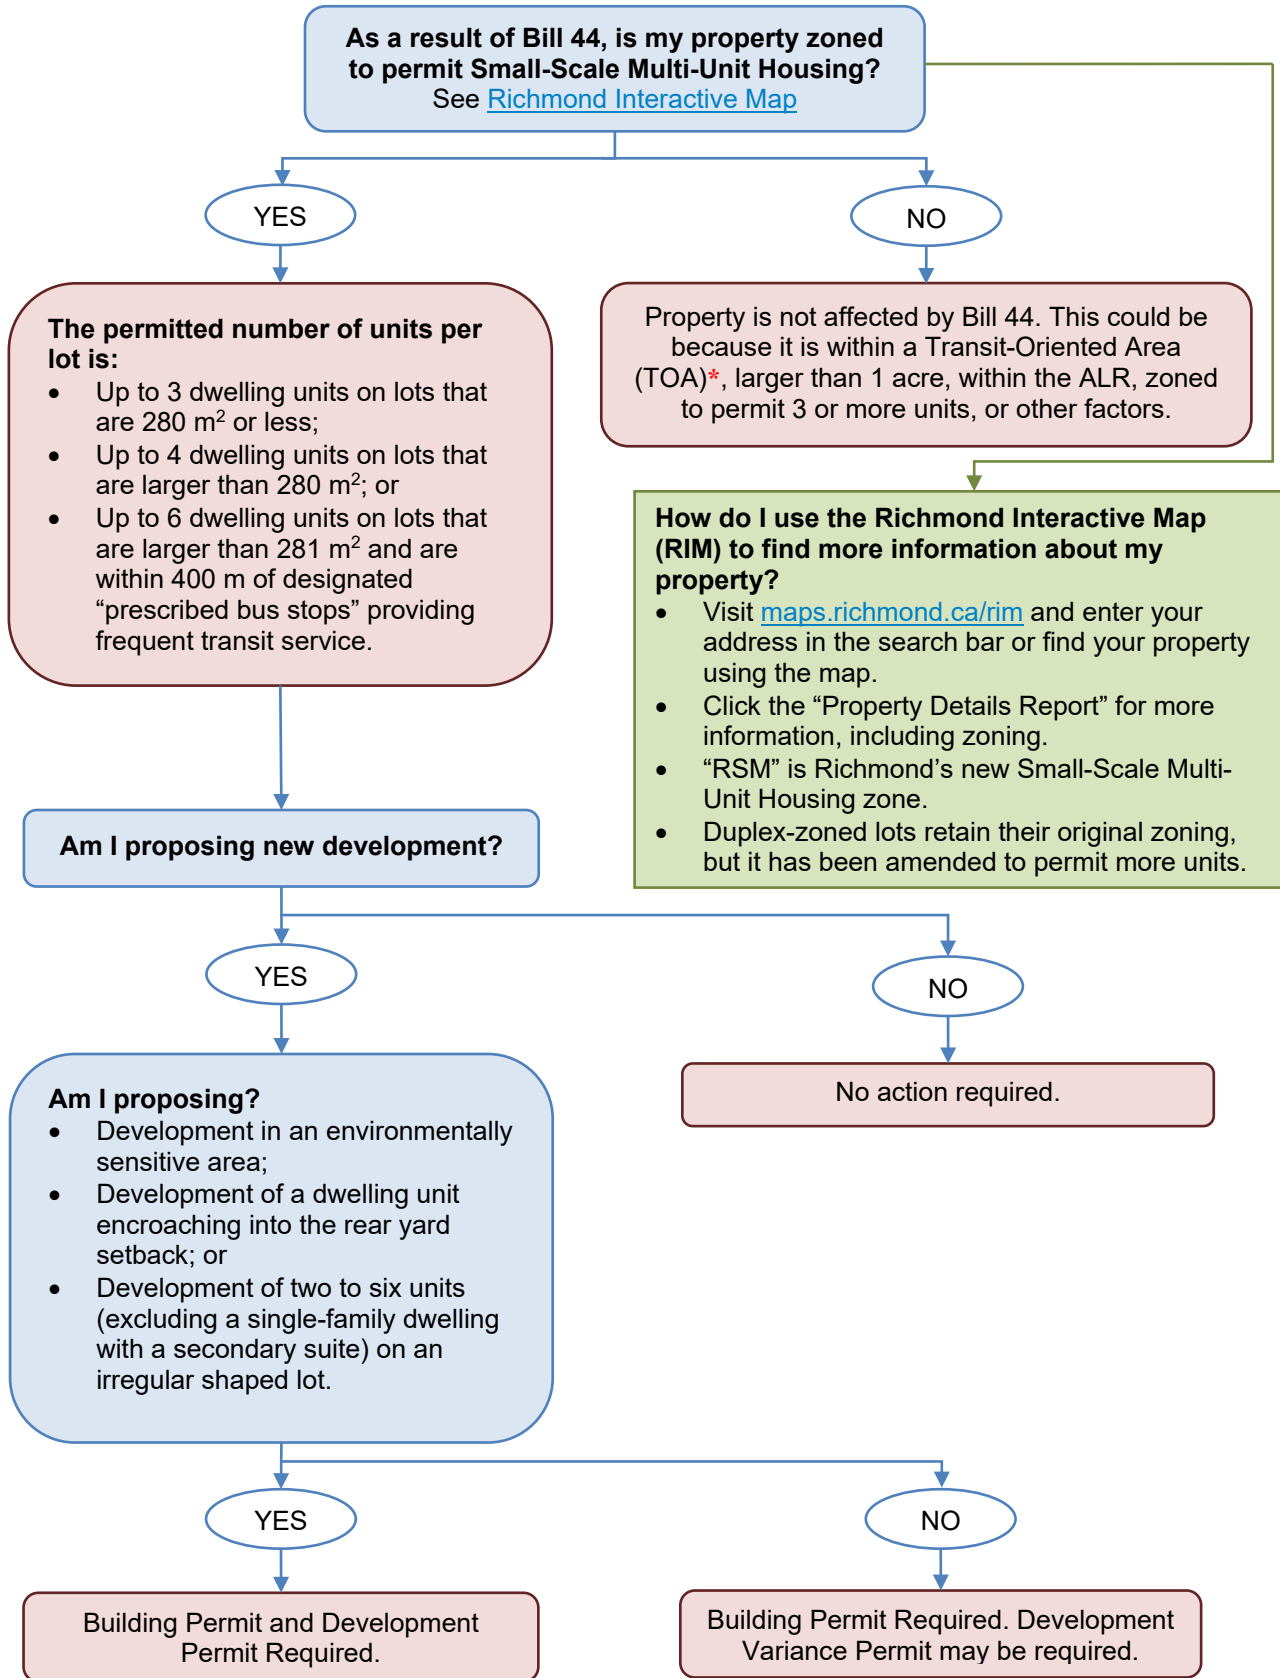 As a result of Bill 44, is my property zoned
to permit Small-Scale Multi-Unit Housing?
See Richmond Interactive Map
YES
NO
The permitted number of units per
lot is:
• Up to 3 dwelling units on lots that
are 280 m² or less;
• Up to 4 dwelling units on lots that
are larger than 280 m²; or
• Up to 6 dwelling units on lots that
are larger than 281 m² and are
within 400 m of designated
“prescribed bus stops” providing
frequent transit service.
Property is not affected by Bill 44. This could be
because it is within a Transit-Oriented Area
(TOA)*, larger than 1 acre, within the ALR, zoned
to permit 3 or more units, or other factors.
How do I use the Richmond Interactive Map
(RIM) to find more information about my
property?
• Visit maps.richmond.ca/rim and enter your
address in the search bar or find your property
using the map.
• Click the “Property Details Report” for more
information, including zoning.
• “RSM” is Richmond’s new Small-Scale Multi-
Unit Housing zone.
• Duplex-zoned lots retain their original zoning,
but it has been amended to permit more units.
Am I proposing new development?
YES
NO
No action required.
Am I proposing?
• Development in an environmentally
sensitive area;
• Development of a dwelling unit
encroaching into the rear yard
setback; or
• Development of two to six units
(excluding a single-family dwelling
with a secondary suite) on an
irregular shaped lot.
YES
NO
Building Permit and Development
Permit Required.
Building Permit Required. Development
Variance Permit may be required.